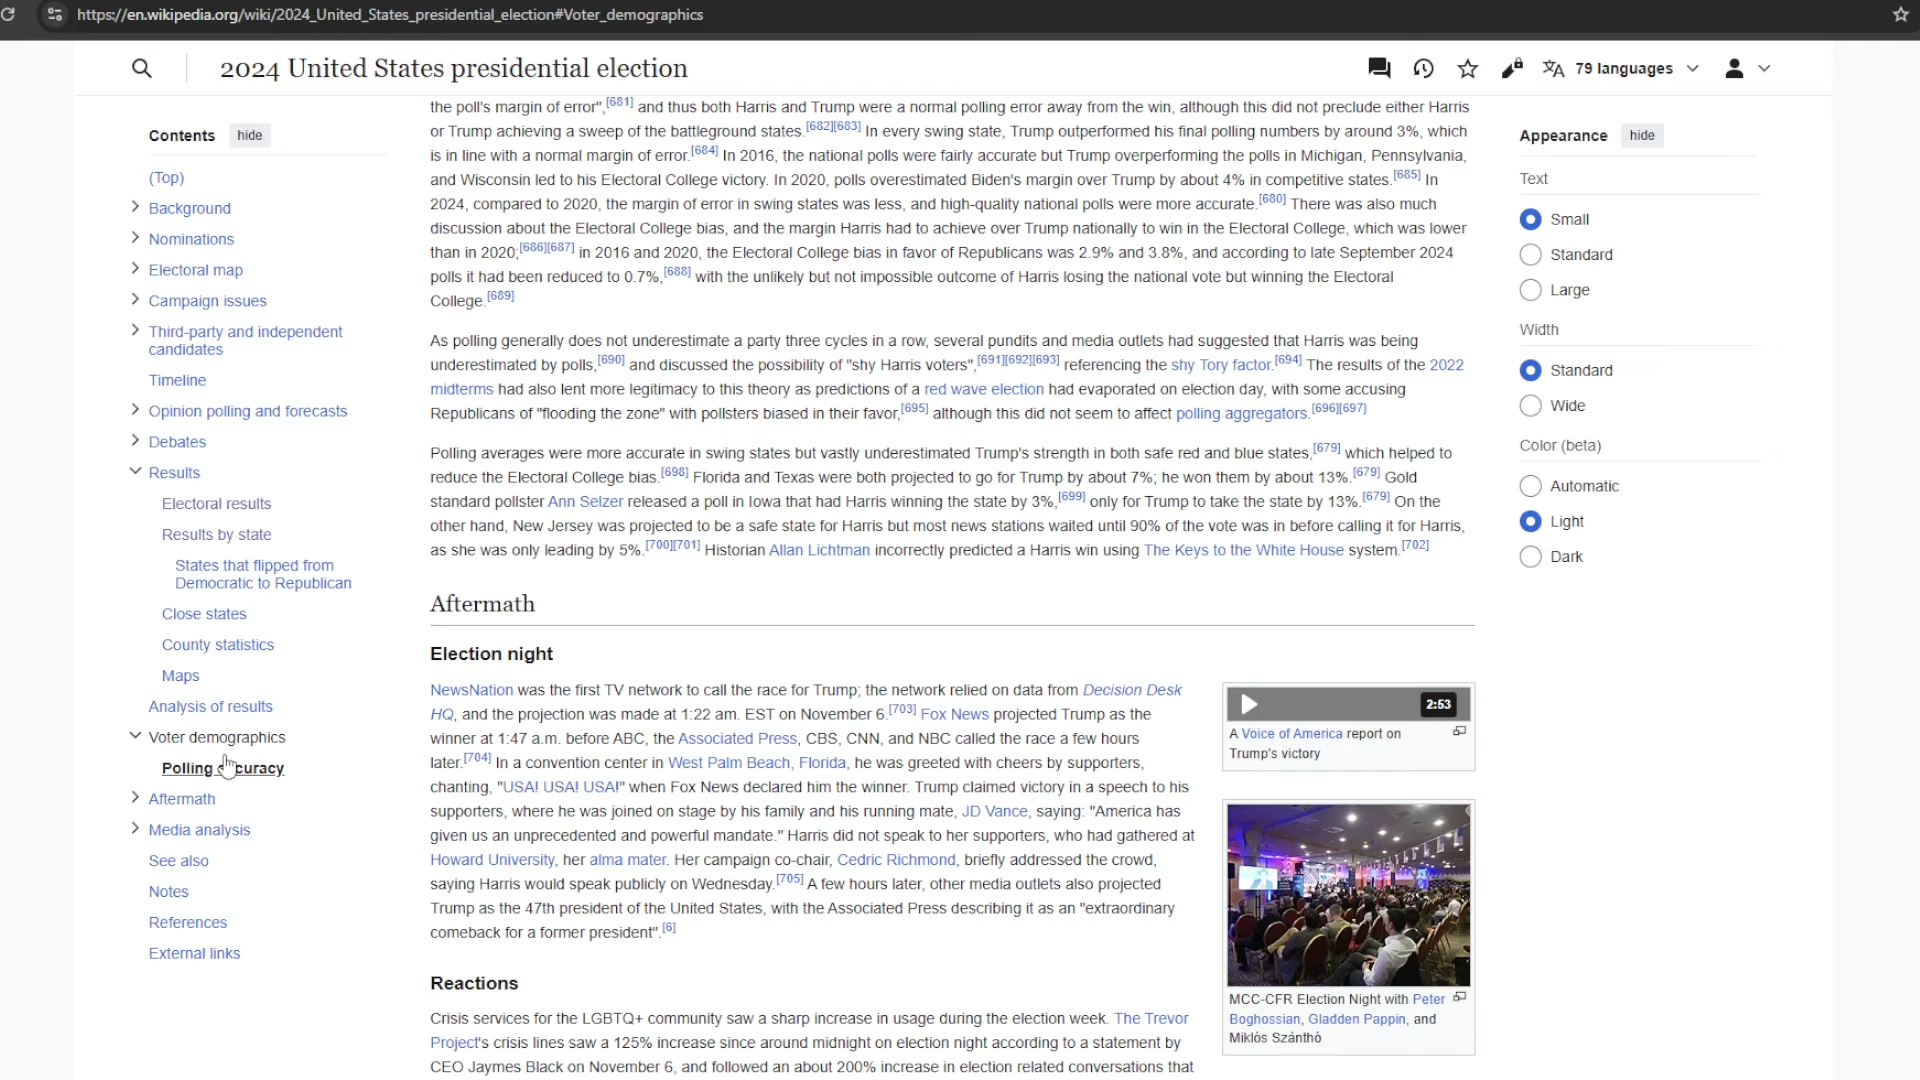 https://en.wikipedia.org/wiki/2024_United_States_presidential_election#Voter_demographics
2024 United States presidential election
79 languages
Contents hide
(Top)
Background
Nominations
Electoral map
Campaign issues
Third-party and independent
candidates
Timeline
Opinion polling and forecasts
Debates
Results
Electoral results
Results by state
States that flipped from
Democratic to Republican
Close states
County statistics
Maps
Analysis of results
Voter demographics
Polling
Aftermath
Media analysis
See also
Notes
References
External links
the poll's margin of error",[681] and thus both Harris and Trump were a normal polling error away from the win, although this did not preclude either Harris
or Trump achieving a sweep of the battleground states.[682][683] In every swing state, Trump outperformed his final polling numbers by around 3%, which
is in line with a normal margin of error.[684] In 2016, the national polls were fairly accurate but Trump overperforming the polls in Michigan, Pennsylvania,
and Wisconsin led to his Electoral College victory. In 2020, polls overestimated Biden's margin over Trump by about 4% in competitive states.[685] In
2024, compared to 2020, the margin of error in swing states was less, and high-quality national polls were more accurate.[680] There was also much
discussion about the Electoral College bias, and the margin Harris had to achieve over Trump nationally to win in the Electoral College, which was lower
than in 2020;[686][687] in 2016 and 2020, the Electoral College bias in favor of Republicans was 2.9% and 3.8%, and according to late September 2024
polls it had been reduced to 0.7%,[688] with the unlikely but not impossible outcome of Harris losing the national vote but winning the Electoral
College.[689]
As polling generally does not underestimate a party three cycles in a row, several pundits and media outlets had suggested that Harris was being
underestimated by polls,[690] and discussed the possibility of "shy Harris voters",[691][692][693] referencing the shy Tory factor.[694] The results of the 2022
midterms had also lent more legitimacy to this theory as predictions of a red wave election had evaporated on election day, with some accusing
Republicans of "flooding the zone" with pollsters biased in their favor,[695] although this did not seem to affect polling aggregators.[696][697]
Polling averages were more accurate in swing states but vastly underestimated Trump's strength in both safe red and blue states,[679] which helped to
reduce the Electoral College bias.[698] Florida and Texas were both projected to go for Trump by about 7%; he won them by about 13%.[679] Gold
standard pollster Ann Selzer released a poll in Iowa that had Harris winning the state by 3%,[699] only for Trump to take the state by 13%.[679] On the
other hand, New Jersey was projected to be a safe state for Harris but most news stations waited until 90% of the vote was in before calling it for Harris,
as she was only leading by 5%.[700][701] Historian Allan Lichtman incorrectly predicted a Harris win using The Keys to the White House system.[702]
Aftermath
Election night
NewsNation was the first TV network to call the race for Trump; the network relied on data from Decision Desk
HQ, and the projection was made at 1:22 am. EST on November 6.[703] Fox News projected Trump as the
winner at 1:47 a.m. before ABC, the Associated Press, CBS, CNN, and NBC called the race a few hours
later.[704] In a convention center in West Palm Beach, Florida, he was greeted with cheers by supporters,
chanting, "USA! USA! USA!" when Fox News declared him the winner. Trump claimed victory in a speech to his
supporters, where he was joined on stage by his family and his running mate, JD Vance, saying: "America has
given us an unprecedented and powerful mandate." Harris did not speak to her supporters, who had gathered at
Howard University, her alma mater. Her campaign co-chair, Cedric Richmond, briefly addressed the crowd,
saying Harris would speak publicly on Wednesday.[705] A few hours later, other media outlets also projected
Trump as the 47th president of the United States, with the Associated Press describing it as an "extraordinary
comeback for a former president".[6]
Reactions
Crisis services for the LGBTQ+ community saw a sharp increase in usage during the election week. The Trevor
Project's crisis lines saw a 125% increase since around midnight on election night according to a statement by
CEO Jaymes Black on November 6, and followed an about 200% increase in election related conversations that
2:53
A Voice of America report on
Trump's victory
MCC-CFR Election Night with Peter
Boghossian, Gladden Pappin, and
Miklós Szánthó
Appearance hide
Text
Small
Standard
Large
Width
Standard
Wide
Color (beta)
Automatic
Light
Dark